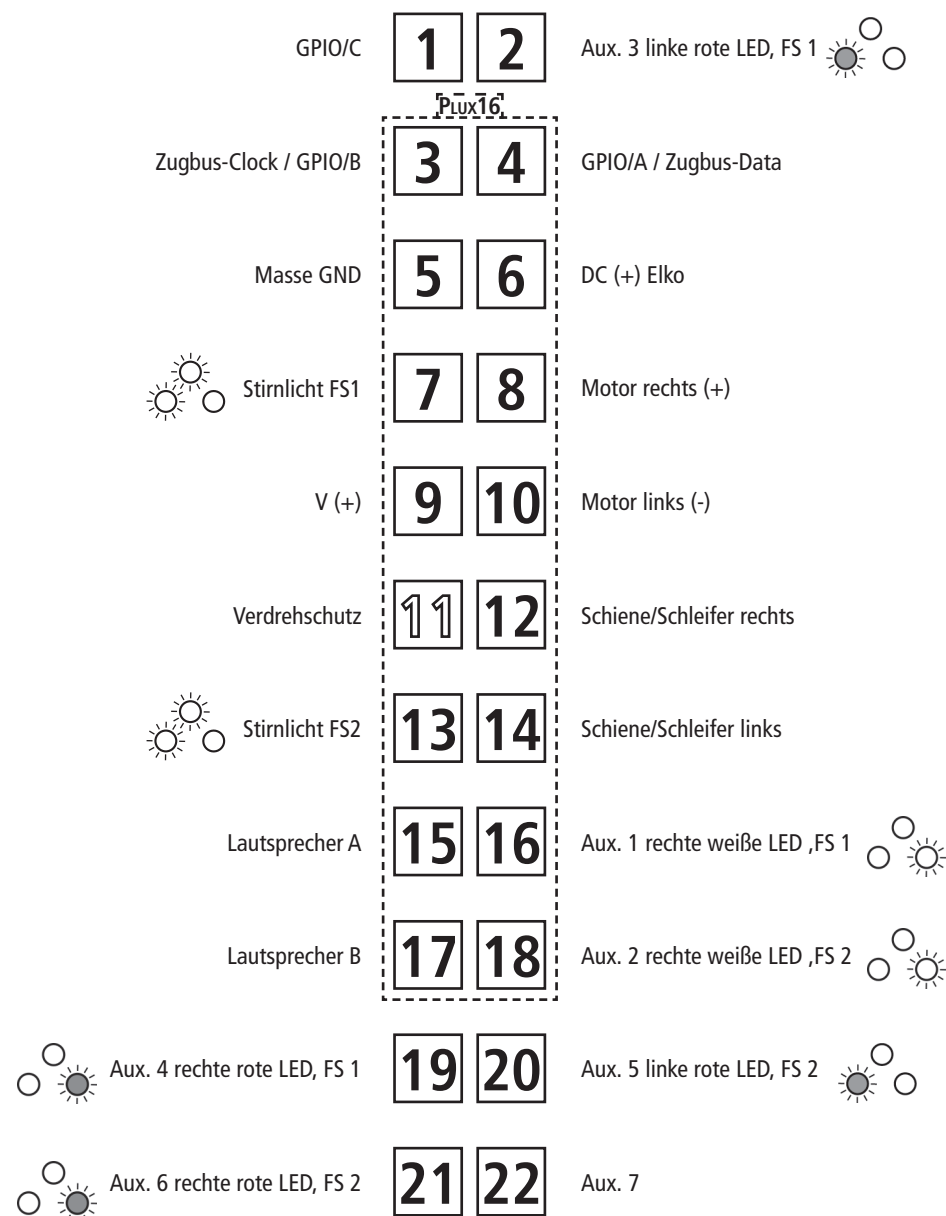 GPIO/C 1 2 Aux. 3 linke rote LED, FS 1
PLUX16
Zugbus-Clock / GPIO/B 3 4 GPIO/A / Zugbus-Data
Masse GND 5 6 DC (+) Elko
Stirnlicht FS1 7 8 Motor rechts (+)
V (+) 9 10 Motor links (-)
Verdrehschutz 11 12 Schiene/Schleifer rechts
Stirnlicht FS2 13 14 Schiene/Schleifer links
Lautsprecher A 15 16 Aux. 1 rechte weiße LED ,FS 1
Lautsprecher B 17 18 Aux. 2 rechte weiße LED ,FS 2
Aux. 4 rechte rote LED, FS 1 19 20 Aux. 5 linke rote LED, FS 2
Aux. 6 rechte rote LED, FS 2 21 22 Aux. 7